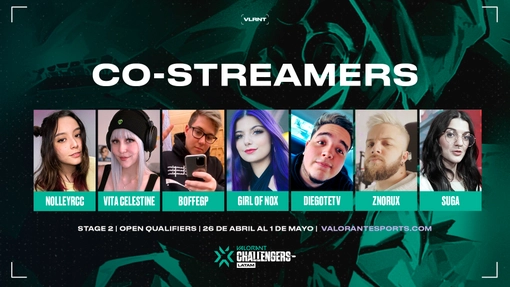 VLRNT
CO-STREAMERS
NOLLEYRCC
VITA CELESTINE
BOFFEGP
GIRL OF NOX
DIEGOTETV
ZNORUX
SUGA
STAGE 2 | OPEN QUALIFIERS | 26 DE ABRIL AL 1 DE MAYO | VALORANTESPORTS.COM
VALORANT
CHALLENGERS
LATAM